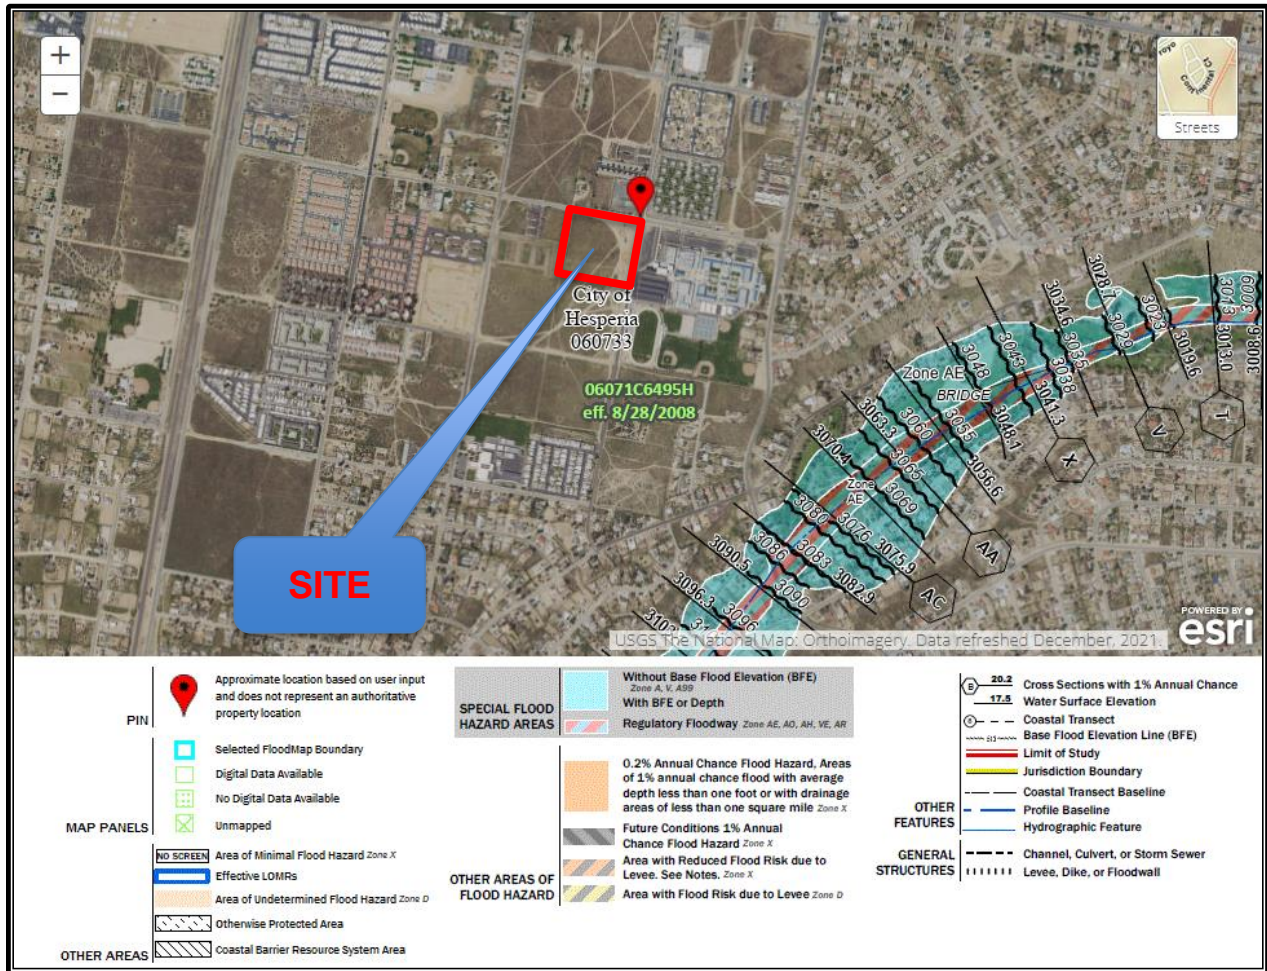 +
−
royo
Continental Ci
Streets
City of
Hesperia
060733
06071C6495H
eff. 8/28/2008
SITE
Zone AE
BRIDGE
Zone
AE
3009
3008.6
3013
3013.0
3019.6
3023
3028.7
3029
3034.6
3035
3038
3041.3
3043
3048
3048.1
3055
3056.6
3060
3063.3
3065
3069
3070.4
3075.9
3076
3080
3082.9
3083
3086
3090
3090.5
3096
3096.3
T
V
X
AA
AC
USGS The National Map: Orthoimagery. Data refreshed December, 2021.
POWERED BY
esri
PIN
Approximate location based on user input
and does not represent an authoritative
property location
MAP PANELS
Selected FloodMap Boundary
Digital Data Available
No Digital Data Available
Unmapped
OTHER AREAS
NO SCREEN Area of Minimal Flood Hazard Zone X
Effective LOMRs
Area of Undetermined Flood Hazard Zone D
Otherwise Protected Area
Coastal Barrier Resource System Area
SPECIAL FLOOD
HAZARD AREAS
Without Base Flood Elevation (BFE)
Zone A, V, A99
With BFE or Depth
Regulatory Floodway Zone AE, AO, AH, VE, AR
OTHER AREAS OF
FLOOD HAZARD
0.2% Annual Chance Flood Hazard, Areas
of 1% annual chance flood with average
depth less than one foot or with drainage
areas of less than one square mile Zone X
Future Conditions 1% Annual
Chance Flood Hazard Zone X
Area with Reduced Flood Risk due to
Levee. See Notes. Zone X
Area with Flood Risk due to Levee Zone D
OTHER
FEATURES
B 20.2 Cross Sections with 1% Annual Chance
17.5 Water Surface Elevation
8 Coastal Transect
513 Base Flood Elevation Line (BFE)
Limit of Study
Jurisdiction Boundary
Coastal Transect Baseline
Profile Baseline
Hydrographic Feature
GENERAL
STRUCTURES
Channel, Culvert, or Storm Sewer
Levee, Dike, or Floodwall